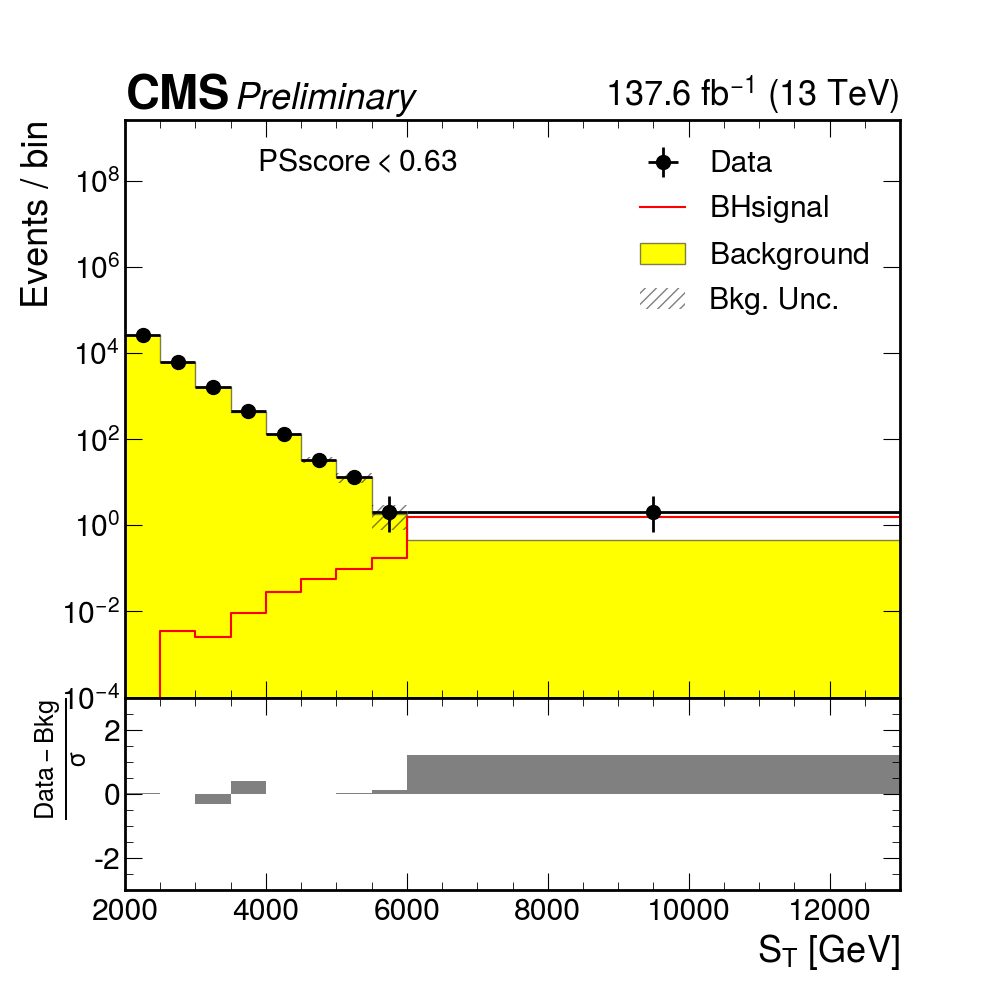 CMS Preliminary 137.6 fb⁻¹ (13 TeV)
Events / bin
PSscore < 0.63
Data
BHsignal
Background
Bkg. Unc.
10⁸
10⁶
10⁴
10²
10⁰
10⁻²
10⁻⁴
Data − Bkg
σ
2
0
-2
2000 4000 6000 8000 10000 12000
S_T [GeV]